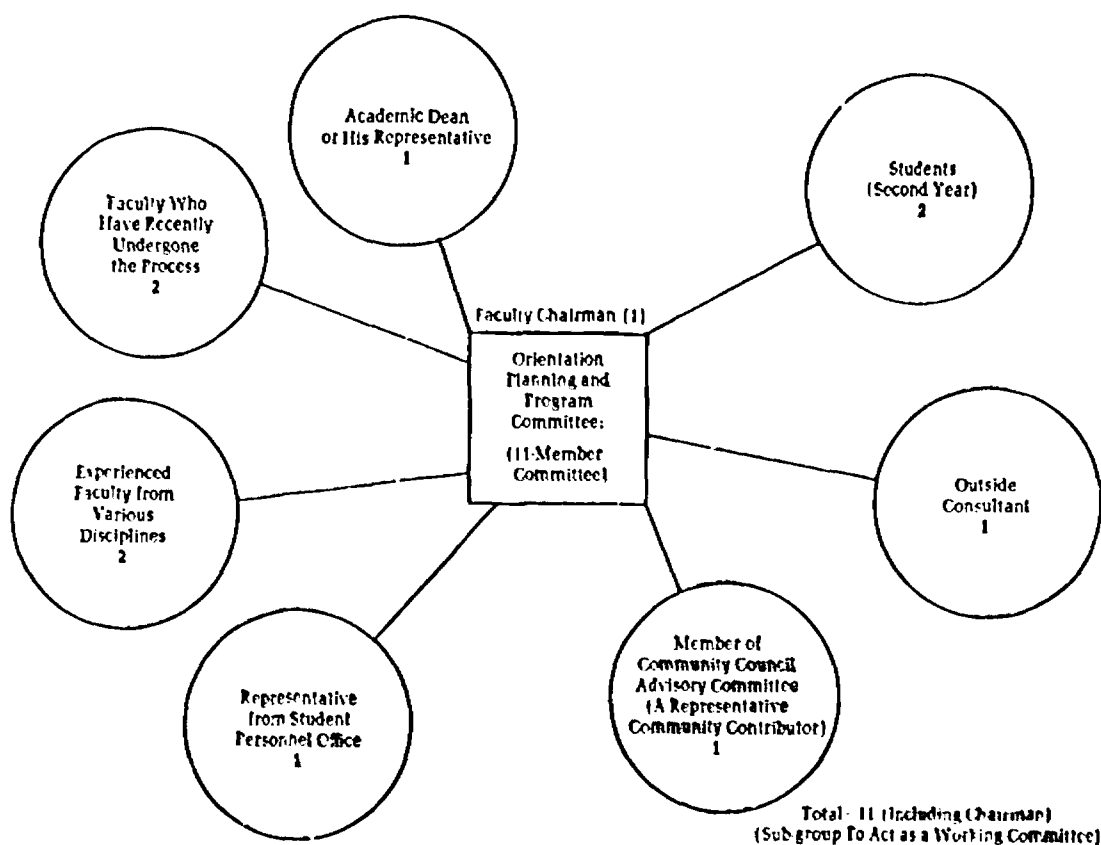 Academic Dean
or His Representative
1
Students
(Second Year)
2
Faculty Who
Have Recently
Undergone
the Process
2
Faculty Chairman (1)
Orientation
Planning and
Program
Committee:
(11-Member
Committee)
Experienced
Faculty from
Various
Disciplines
2
Outside
Consultant
1
Representative
from Student
Personnel Office
1
Member of
Community Council
Advisory Committee
(A Representative
Community Contributor)
1
Total - 11 (Including Chairman)
(Sub-group To Act as a Working Committee)